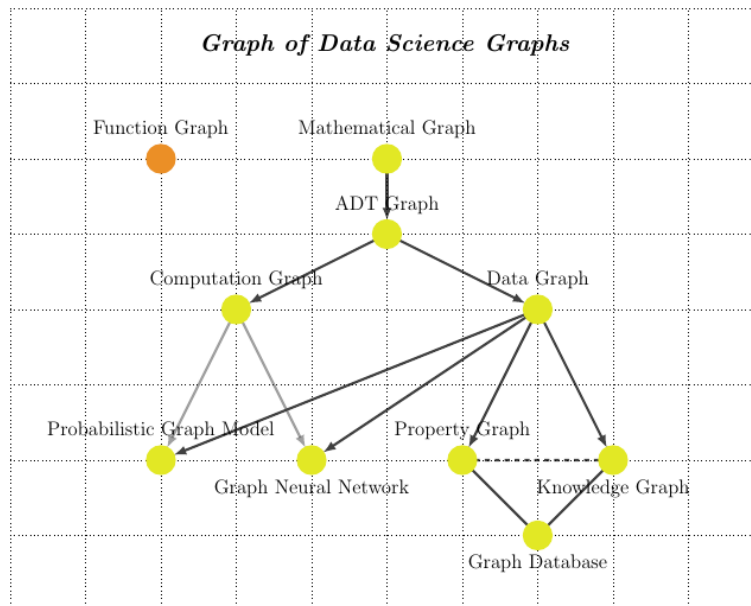 Graph of Data Science Graphs
Function Graph
Mathematical Graph
ADT Graph
Computation Graph
Data Graph
Probabilistic Graph Model
Property Graph
Graph Neural Network
Knowledge Graph
Graph Database